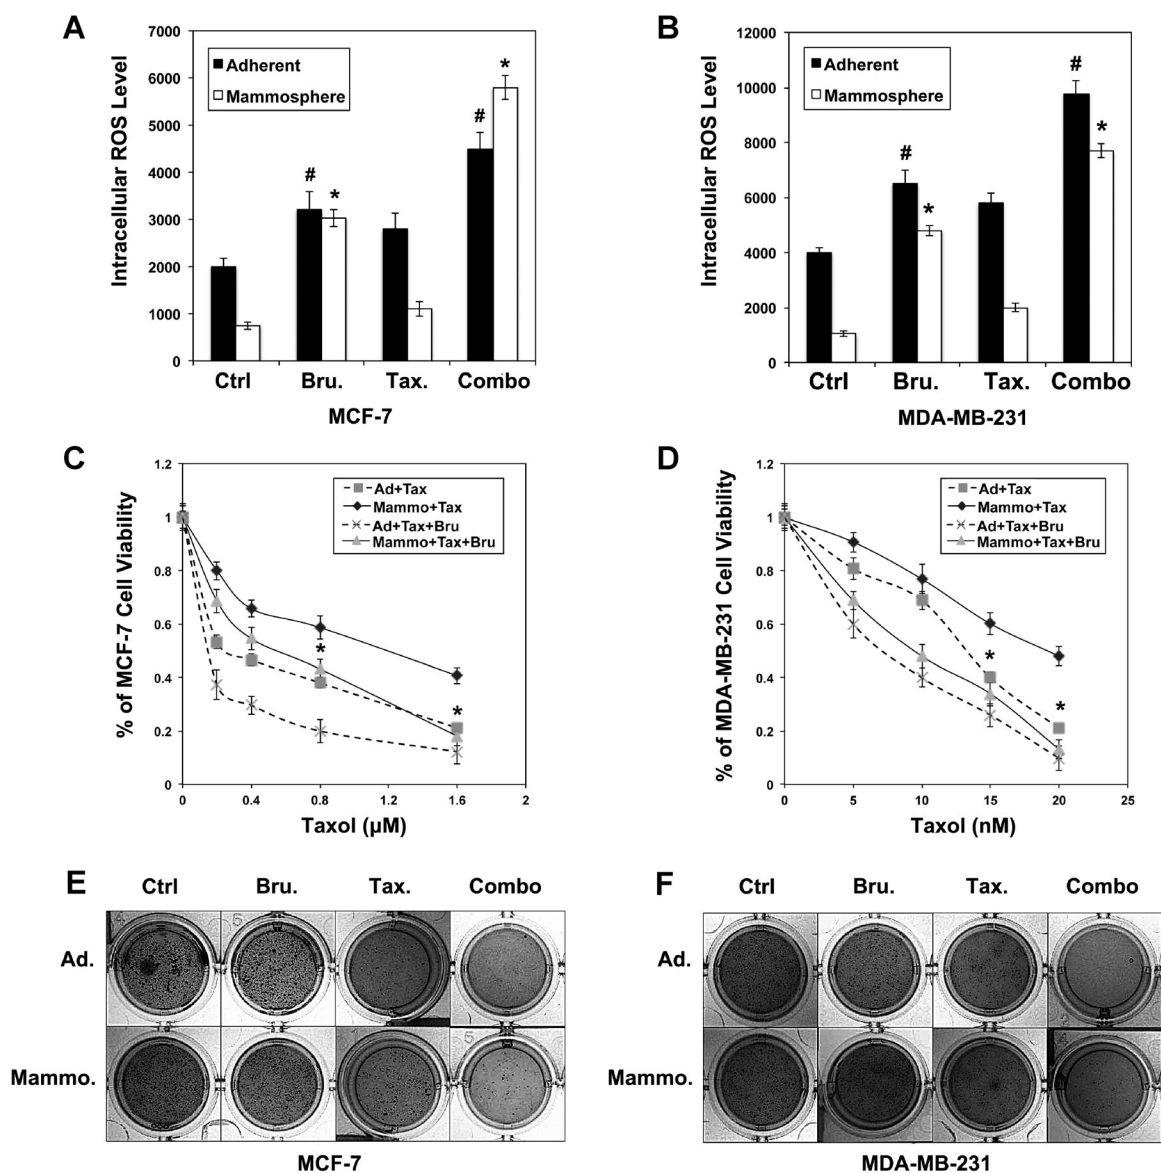 A
Intracellular ROS Level
7000
6000
5000
4000
3000
2000
1000
0
Adherent
Mammosphere
#
*
#
*
Ctrl Bru. Tax. Combo
MCF-7
B
Intracellular ROS Level
12000
10000
8000
6000
4000
2000
0
Adherent
Mammosphere
#
*
#
*
Ctrl Bru. Tax. Combo
MDA-MB-231
C
% of MCF-7 Cell Viability
1.2
1
0.8
0.6
0.4
0.2
0
Ad+Tax
Mammo+Tax
Ad+Tax+Bru
Mammo+Tax+Bru
*
*
0 0.4 0.8 1.2 1.6 2
Taxol (µM)
D
% of MDA-MB-231 Cell Viability
1.2
1
0.8
0.6
0.4
0.2
0
Ad+Tax
Mammo+Tax
Ad+Tax+Bru
Mammo+Tax+Bru
*
*
0 5 10 15 20 25
Taxol (nM)
E
Ctrl Bru. Tax. Combo
Ad.
Mammo.
MCF-7
F
Ctrl Bru. Tax. Combo
Ad.
Mammo.
MDA-MB-231